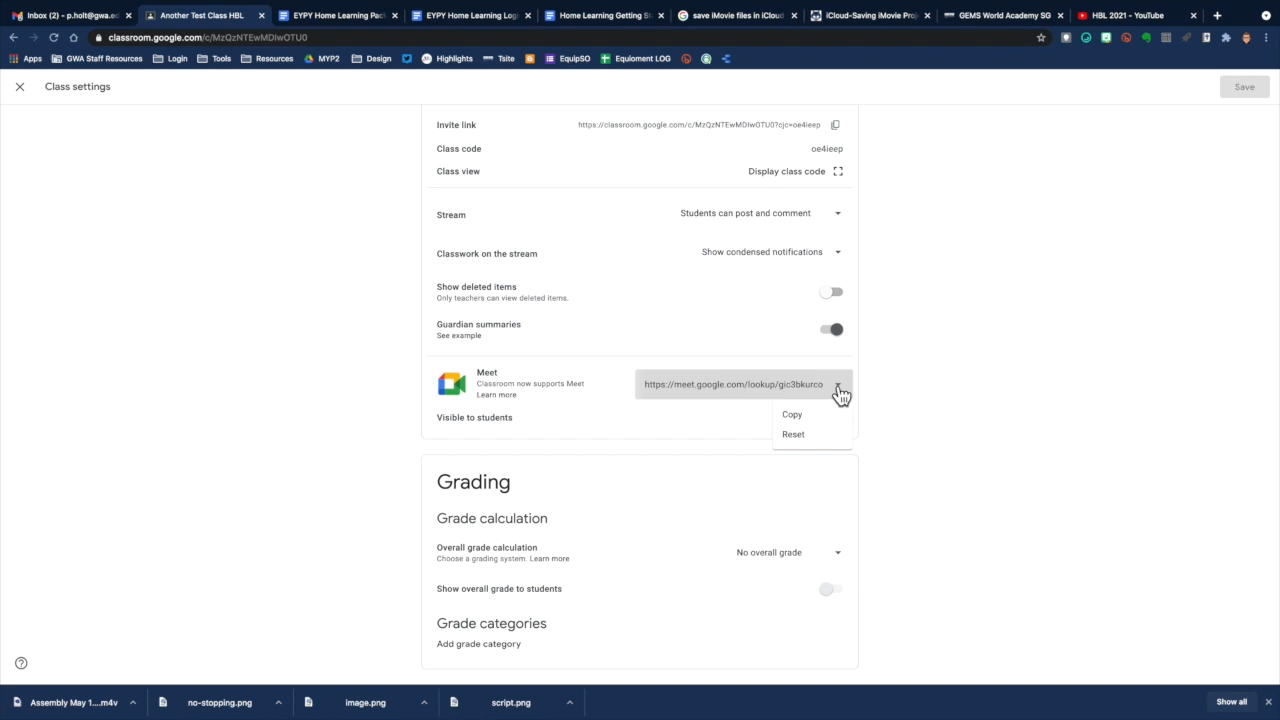 Inbox (31) - p.holt@gwa.ed
Another Test Class HBL
EYPY Home Learning Packag
EYPY Home Learning Log
Home Learning Getting St
save iMovie files in iCloud
iCloud-Saving iMovie Proj
GEMS World Academy SG
HBL 2021 - YouTube
classroom.google.com/c/MzQzNTEwMDIwOTU0
Apps GWA Staff Resources Login Tools Resources MYP2 Design Highlights Tsite EquipSO Equioment LOG
Class settings
Save
Invite link https://classroom.google.com/c/MzQzNTEwMDIwOTU0?cjc=oe4ieep
Class code oe4ieep
Class view Display class code
Stream Students can post and comment
Classwork on the stream Show condensed notifications
Show deleted items
Only teachers can view deleted items.
Guardian summaries
See example
Meet
Classroom now supports Meet
Learn more
https://meet.google.com/lookup/gic3bkurco
Copy
Visible to students
Reset
Grading
Grade calculation
Overall grade calculation
Choose a grading system. Learn more
No overall grade
Show overall grade to students
Grade categories
Add grade category
Assembly May 1....m4v no-stopping.png image.png script.png Show all